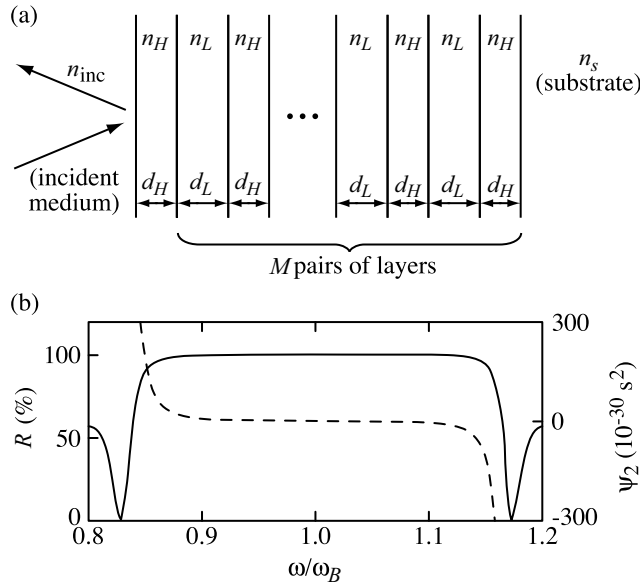 (a)
n_H n_L n_H n_L n_H n_L n_H
n_inc
n_s
(substrate)
...
(incident medium)
d_H d_L d_H d_L d_H d_L d_H
M pairs of layers
(b)
300
100
R (%)
50
0
ψ_2 (10^-30 s^2)
0
-300
0.8 0.9 1.0 1.1 1.2
ω/ω_B